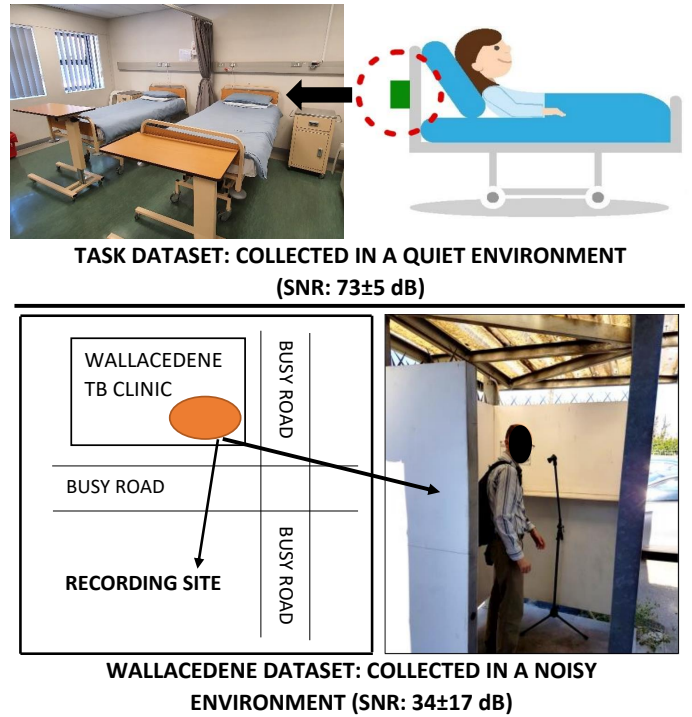 TASK DATASET: COLLECTED IN A QUIET ENVIRONMENT
(SNR: 73±5 dB)
WALLACEDENE
TB CLINIC
BUSY ROAD
BUSY ROAD
BUSY ROAD
RECORDING SITE
WALLACEDENE DATASET: COLLECTED IN A NOISY
ENVIRONMENT (SNR: 34±17 dB)